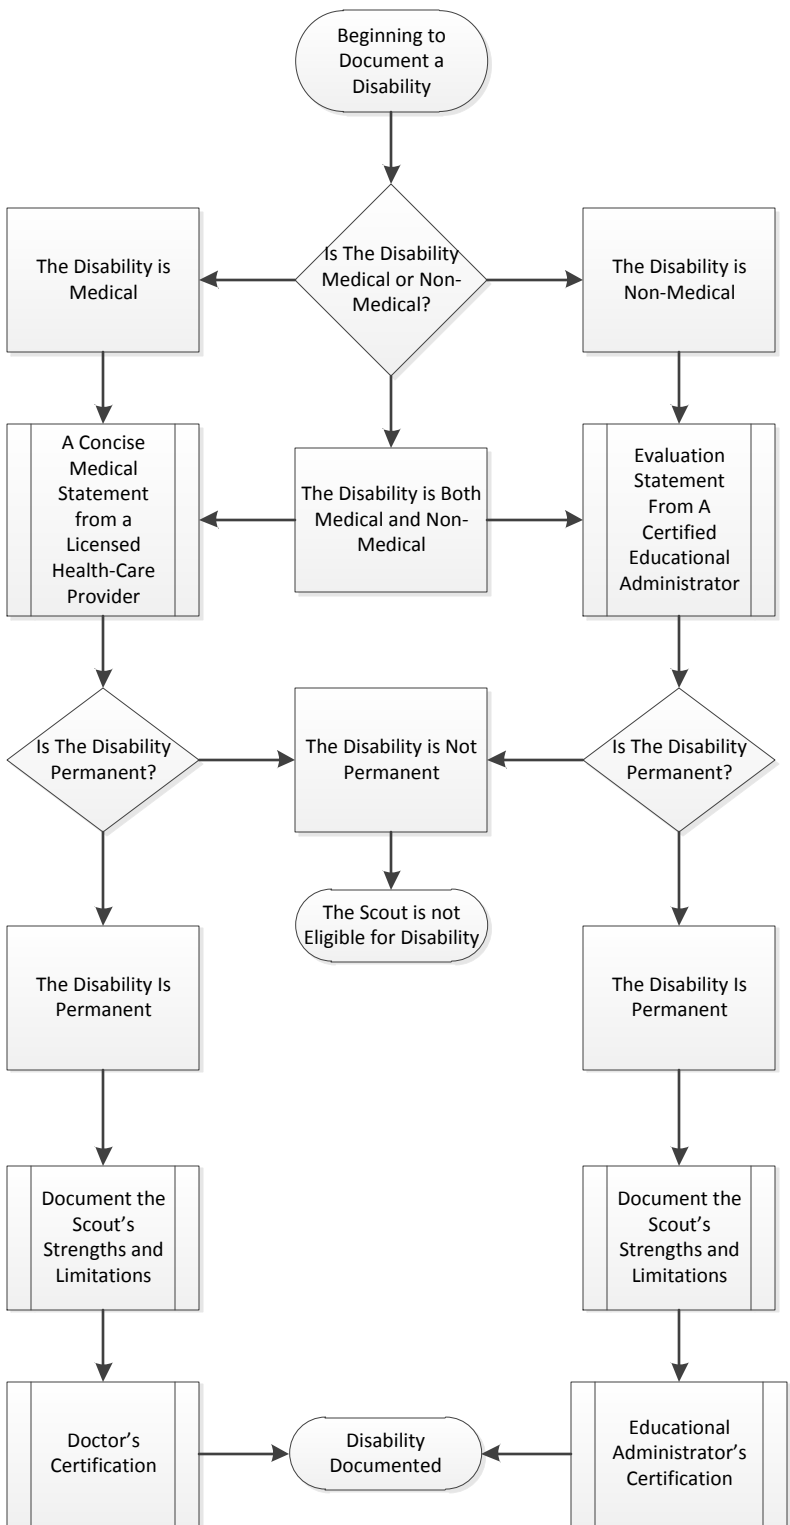 Beginning to
Document a
Disability
The Disability is
Medical
Is The Disability
Medical or Non-
Medical?
The Disability is
Non-Medical
A Concise
Medical
Statement
from a
Licensed
Health-Care
Provider
The Disability is Both
Medical and Non-
Medical
Evaluation
Statement
From A
Certified
Educational
Administrator
Is The Disability
Permanent?
The Disability is Not
Permanent
Is The Disability
Permanent?
The Scout is not
Eligible for Disability
The Disability Is
Permanent
The Disability Is
Permanent
Document the
Scout's
Strengths and
Limitations
Document the
Scout's
Strengths and
Limitations
Doctor's
Certification
Disability
Documented
Educational
Administrator's
Certification